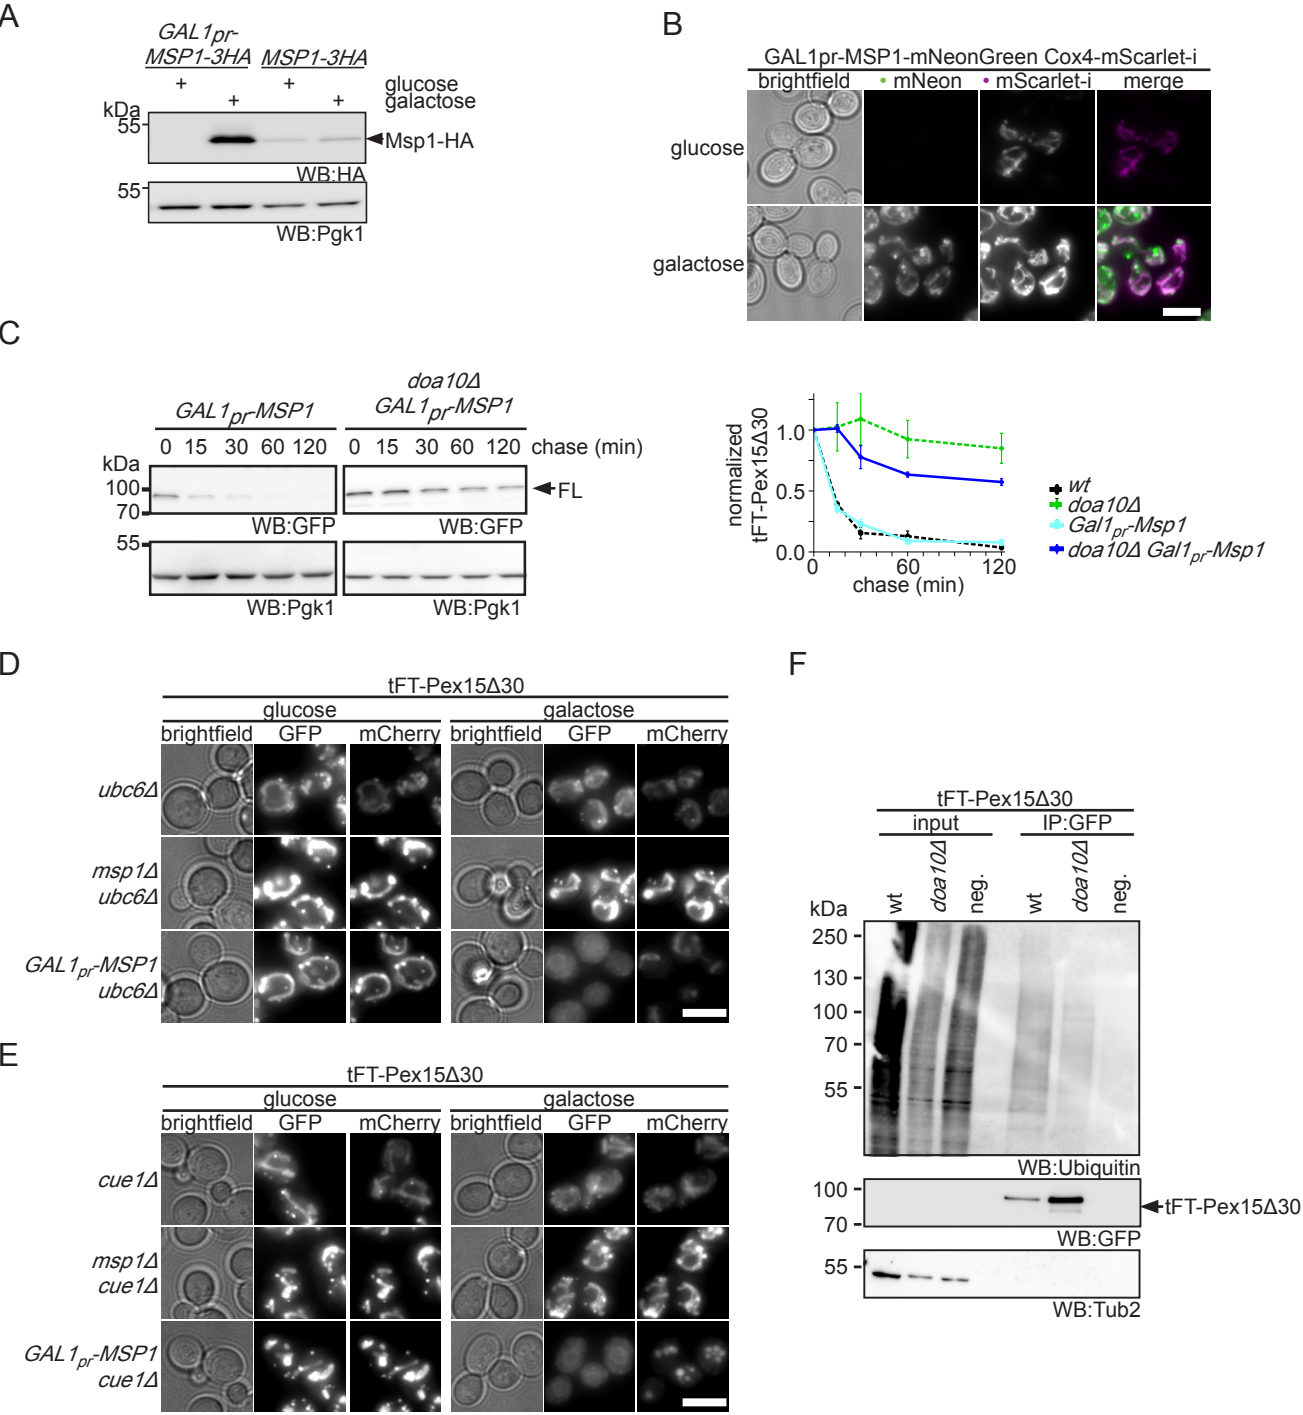 A
GAL1pr-
MSP1-3HA MSP1-3HA
+ + glucose
+ + galactose
kDa
55
Msp1-HA
WB:HA
55
WB:Pgk1
B
GAL1pr-MSP1-mNeonGreen Cox4-mScarlet-i
brightfield • mNeon • mScarlet-i merge
glucose
galactose
C
doa10Δ
GAL1pr-MSP1 GAL1pr-MSP1
0 15 30 60 120 0 15 30 60 120 chase (min)
kDa
100
70
FL
WB:GFP WB:GFP
55
WB:Pgk1 WB:Pgk1
normalized
tFT-Pex15Δ30
1.0
0.5
0.0
0 60 120
chase (min)
wt
doa10Δ
Gal1pr-Msp1
doa10Δ Gal1pr-Msp1
D
tFT-Pex15Δ30
glucose galactose
brightfield GFP mCherry brightfield GFP mCherry
ubc6Δ
msp1Δ
ubc6Δ
GAL1pr-MSP1
ubc6Δ
E
tFT-Pex15Δ30
glucose galactose
brightfield GFP mCherry brightfield GFP mCherry
cue1Δ
msp1Δ
cue1Δ
GAL1pr-MSP1
cue1Δ
F
tFT-Pex15Δ30
input IP:GFP
wt doa10Δ neg. wt doa10Δ neg.
kDa
250
130
100
70
55
WB:Ubiquitin
100
70
tFT-Pex15Δ30
WB:GFP
55
WB:Tub2